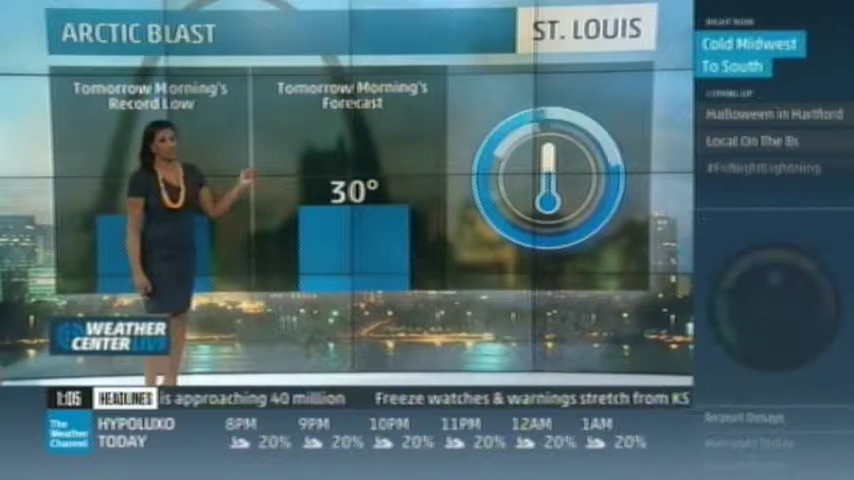 ARCTIC BLAST
ST. LOUIS
Tomorrow Morning's
Record Low
Tomorrow Morning's
Forecast
30°
WEATHER
CENTER LIVE
RIGHT NOW
Cold Midwest
To South
COMING UP
Halloween in Hartford
Local On The 8s
#FriNightLightning
Airport Delays
1:05
HEADLINES
is approaching 40 million
Freeze watches & warnings stretch from KS
The
Weather
Channel
HYPOLUXO
TODAY
8PM 9PM 10PM 11PM 12AM 1AM
20% 20% 20% 20% 20% 20%